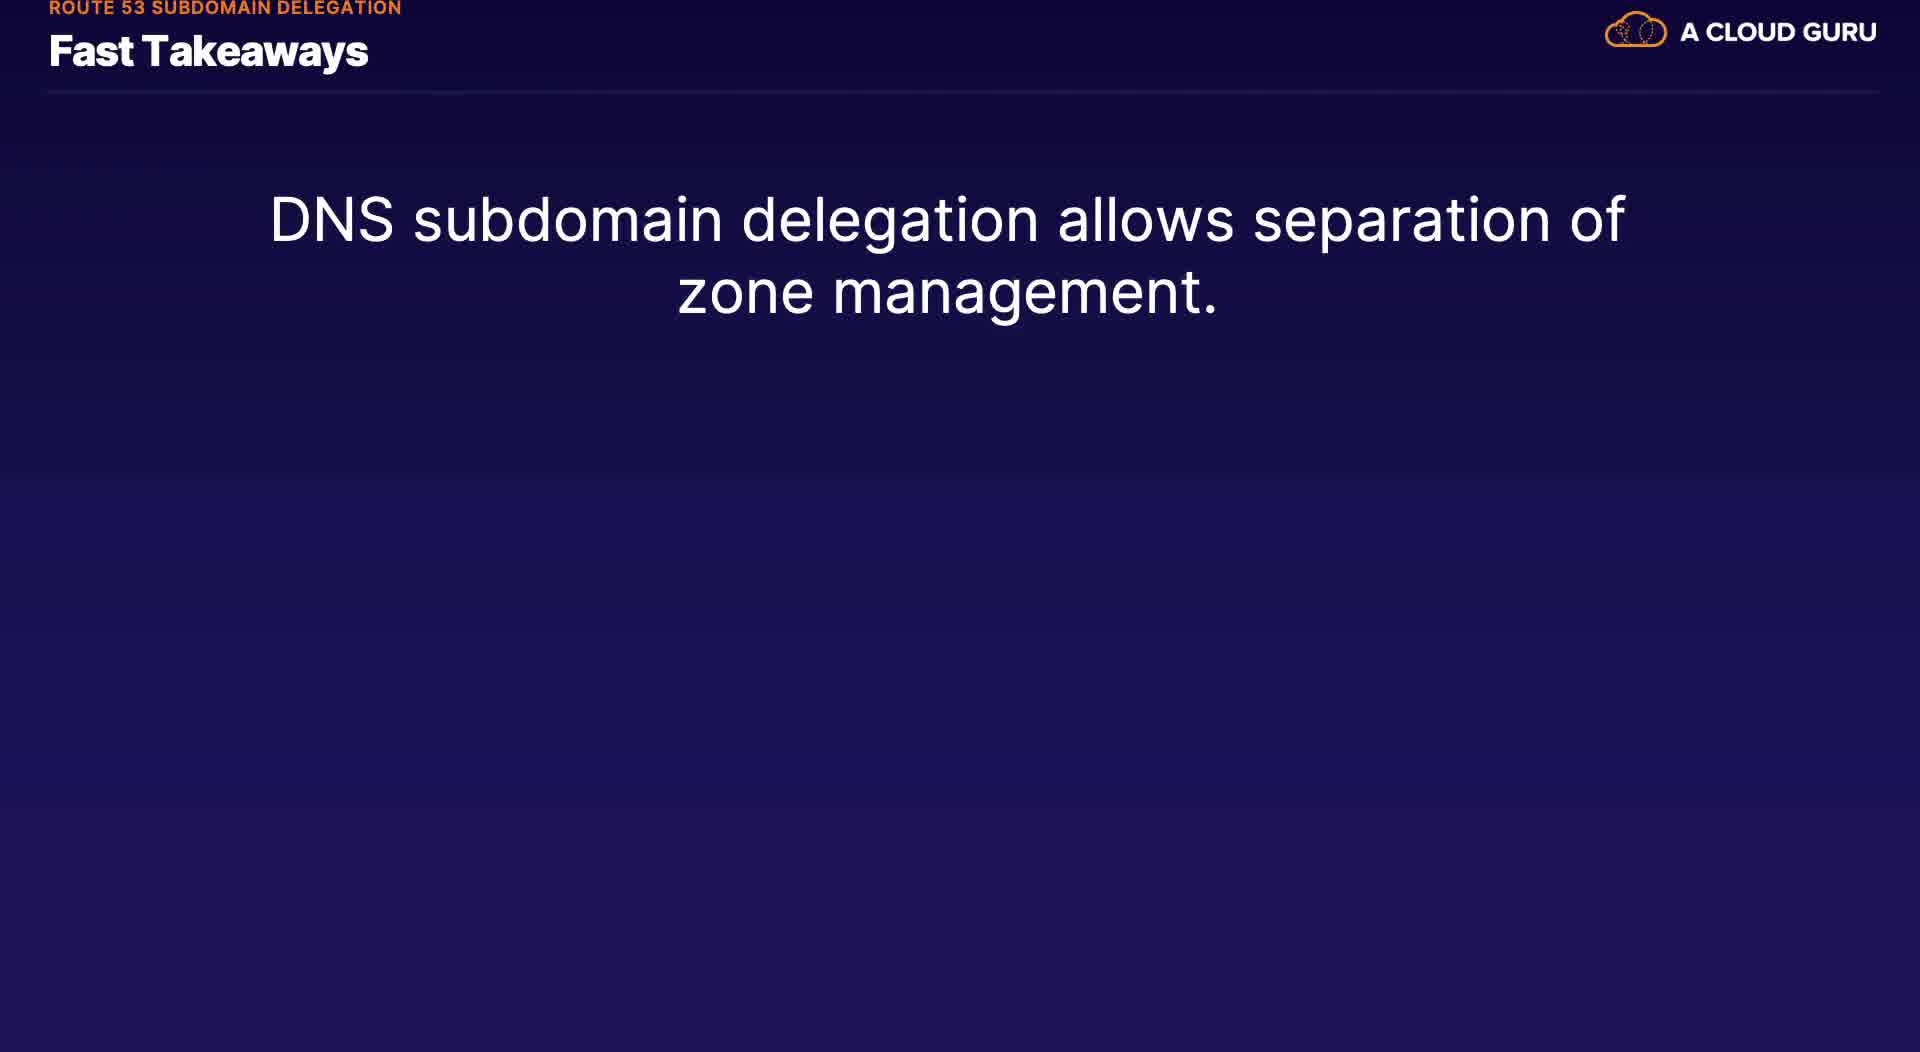 ROUTE 53 SUBDOMAIN DELEGATION
Fast Takeaways
A CLOUD GURU
DNS subdomain delegation allows separation of
zone management.